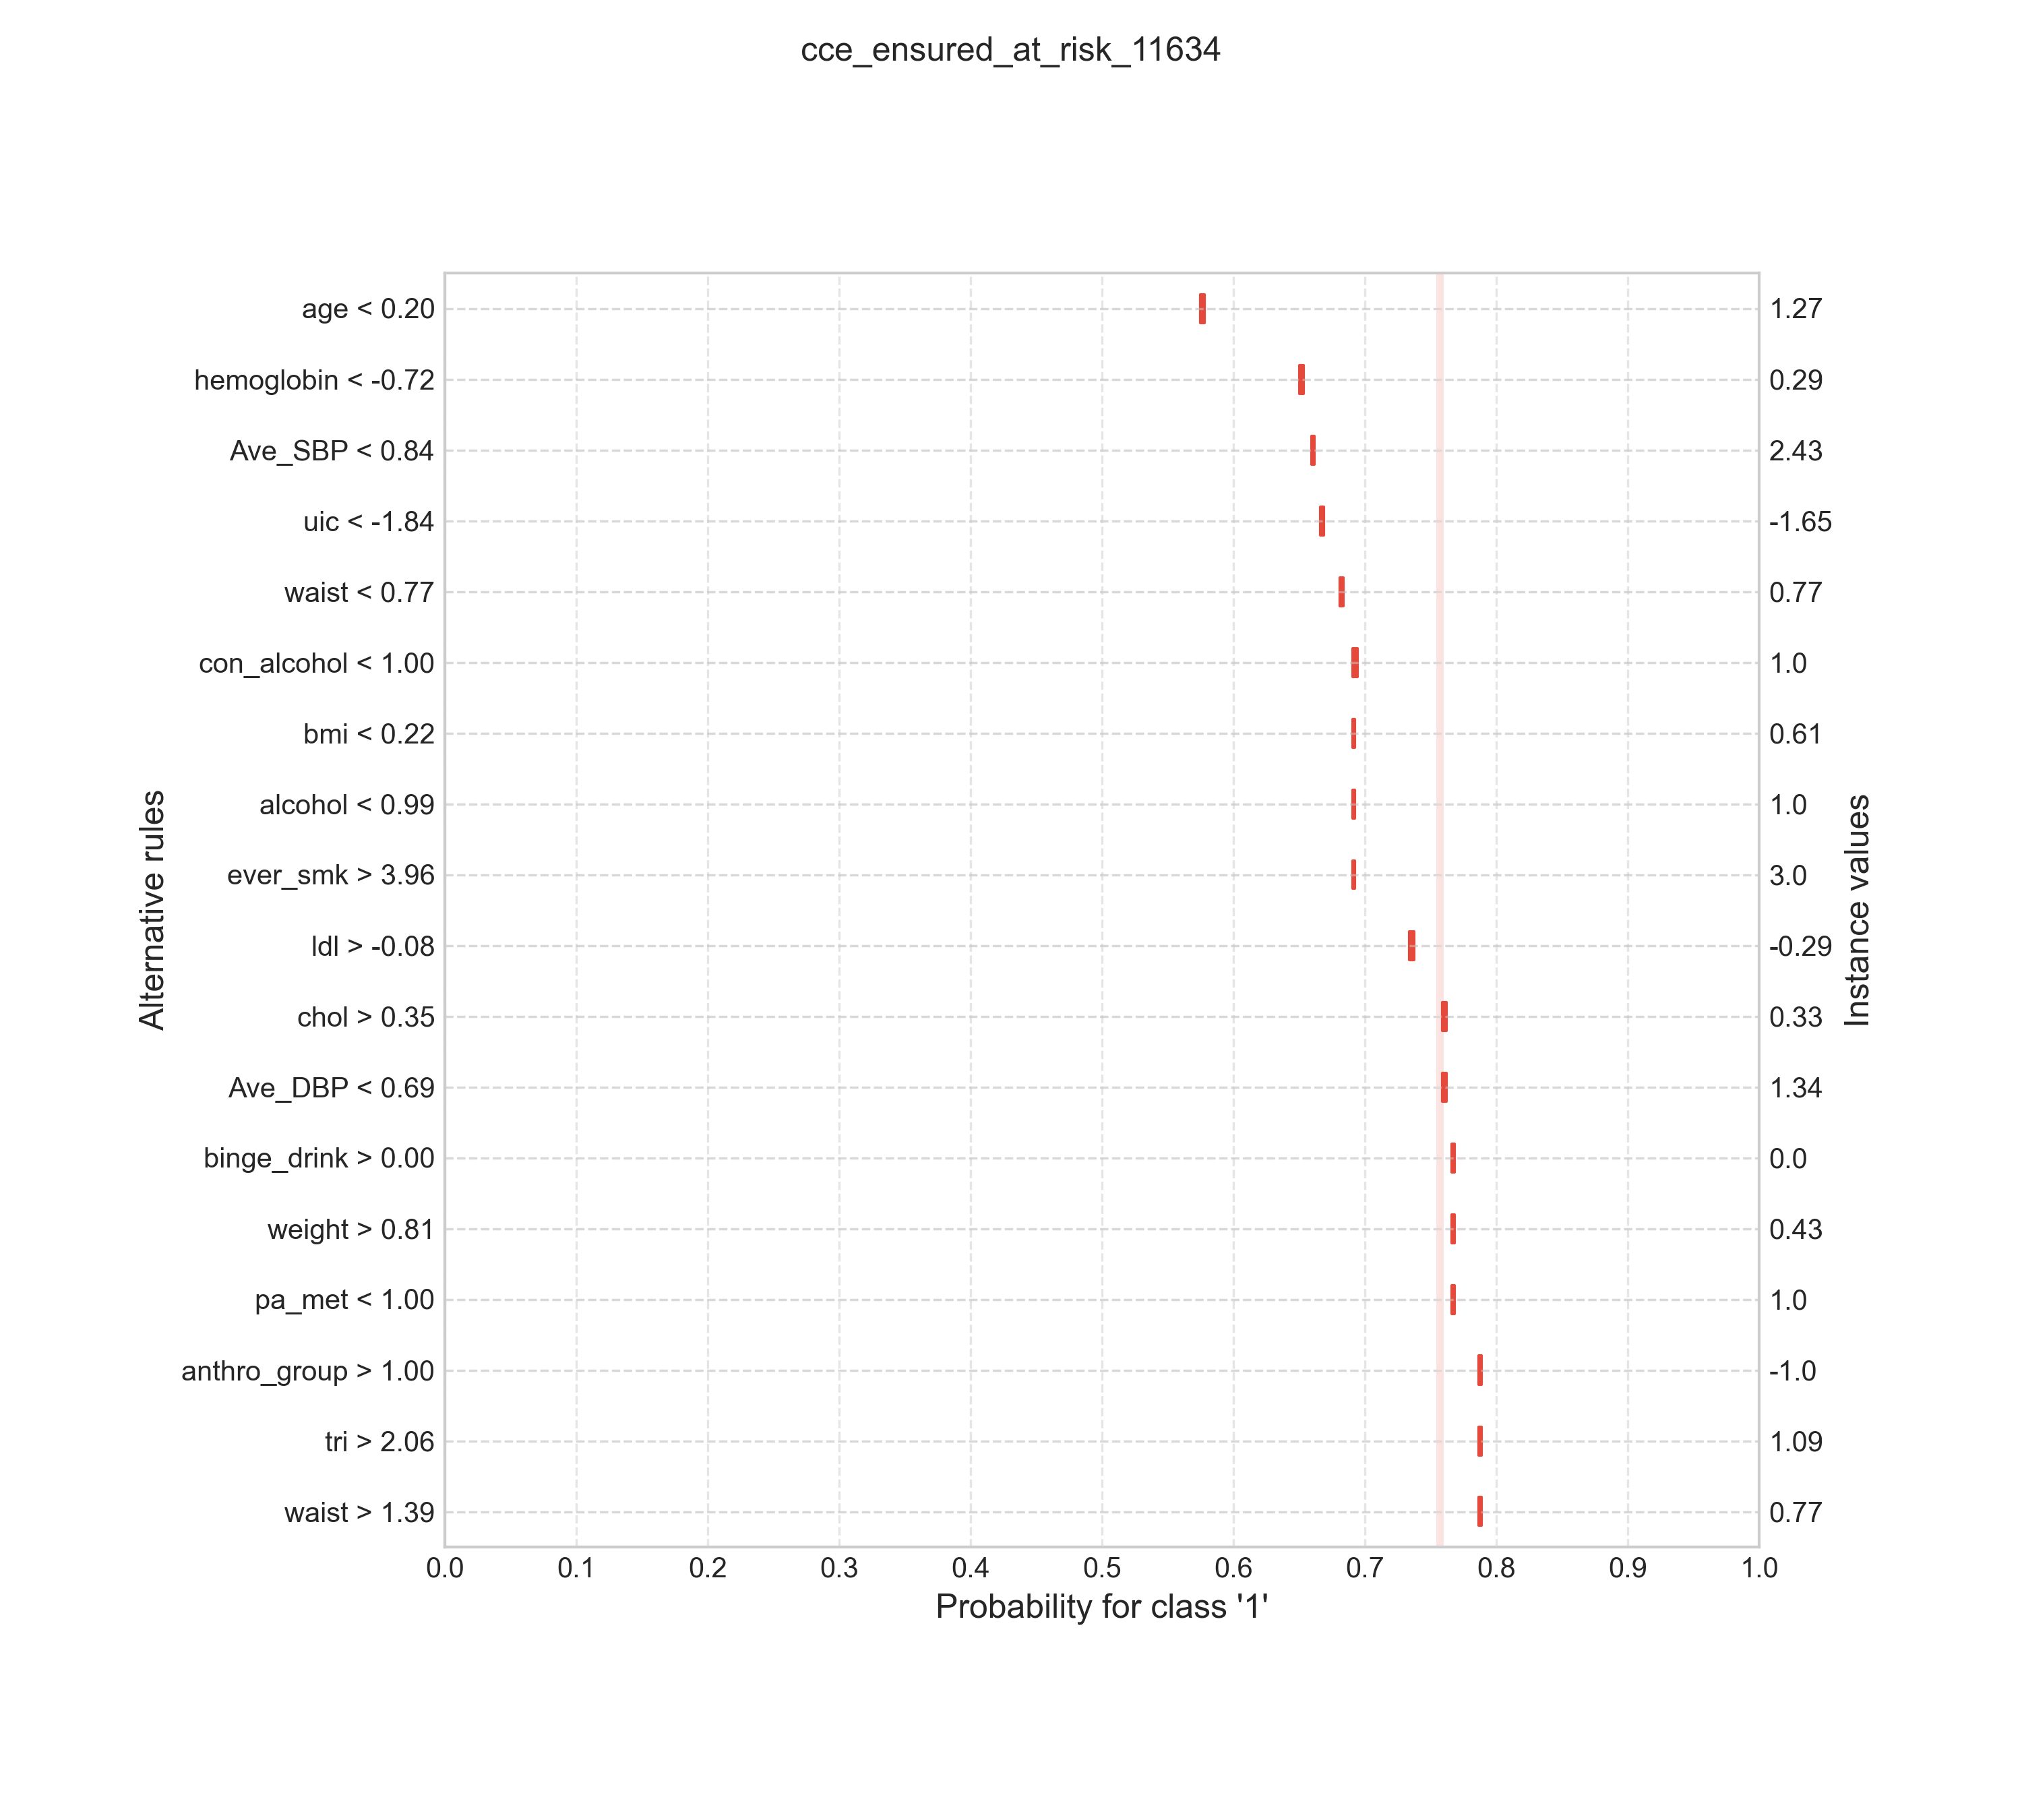 cce_ensured_at_risk_11634
age < 0.20 1.27
hemoglobin < -0.72 0.29
Ave_SBP < 0.84 2.43
uic < -1.84 -1.65
waist < 0.77 0.77
con_alcohol < 1.00 1.0
bmi < 0.22 0.61
alcohol < 0.99 1.0
ever_smk > 3.96 3.0
ldl > -0.08 -0.29
chol > 0.35 0.33
Ave_DBP < 0.69 1.34
binge_drink > 0.00 0.0
weight > 0.81 0.43
pa_met < 1.00 1.0
anthro_group > 1.00 -1.0
tri > 2.06 1.09
waist > 1.39 0.77
Alternative rules
Instance values
0.0 0.1 0.2 0.3 0.4 0.5 0.6 0.7 0.8 0.9 1.0
Probability for class '1'